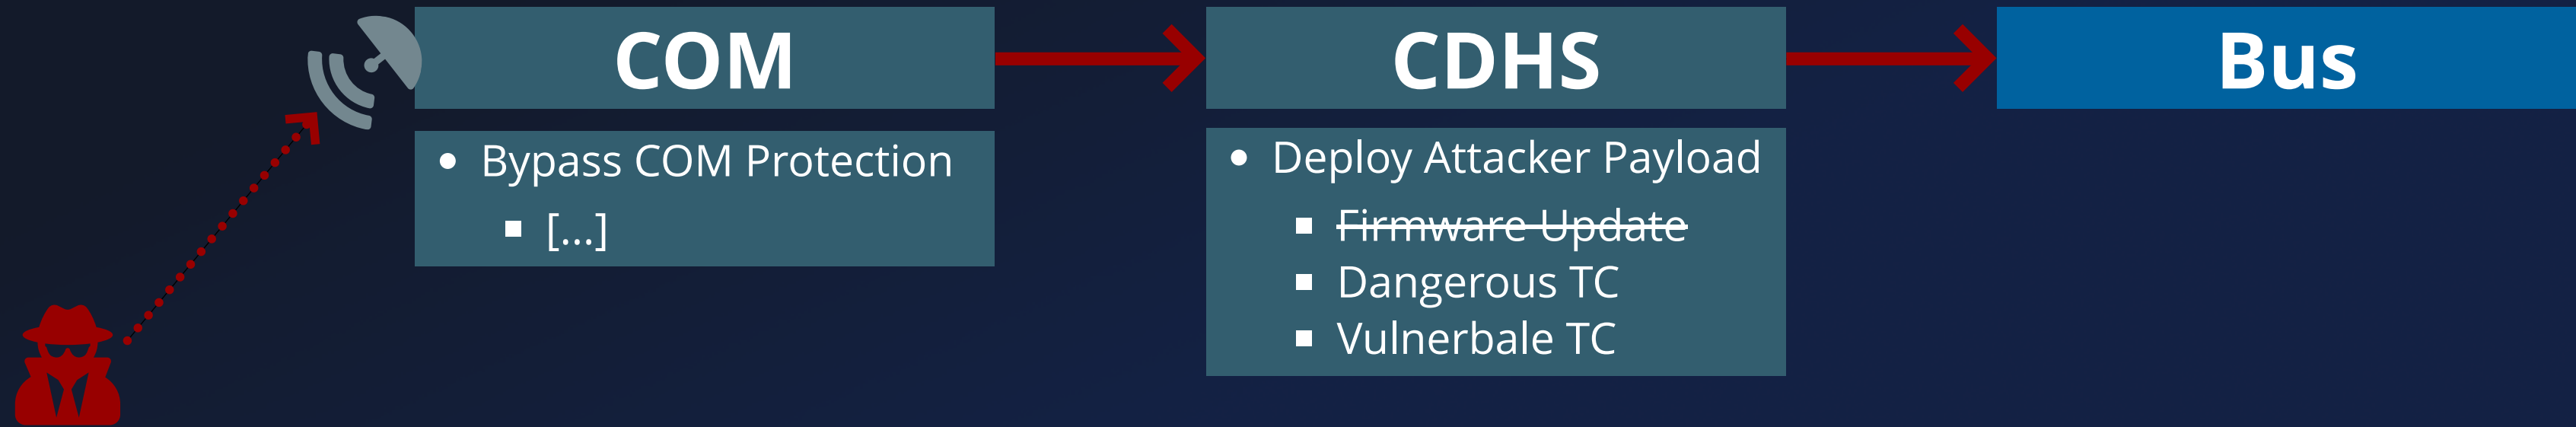 COM
CDHS
Bus
• Bypass COM Protection
▪ [...]
• Deploy Attacker Payload
▪ Firmware Update
▪ Dangerous TC
▪ Vulnerbale TC